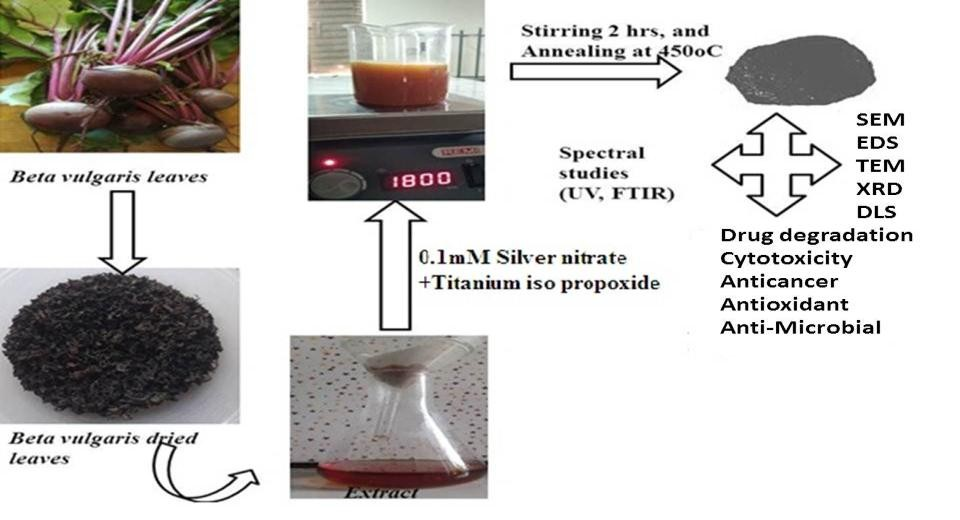 Beta vulgaris leaves
Beta vulgaris dried
leaves
Extract
0.1mM Silver nitrate
+Titanium iso propoxide
REMI
1800
Stirring 2 hrs, and
Annealing at 450oC
Spectral
studies
(UV, FTIR)
SEM
EDS
TEM
XRD
DLS
Drug degradation
Cytotoxicity
Anticancer
Antioxidant
Anti-Microbial